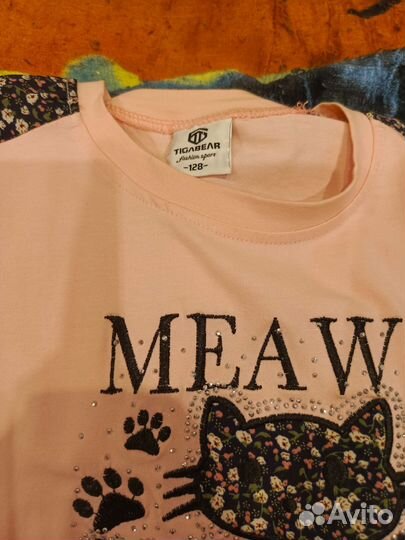 TIGABEAR
fashion sport
-128-
MEAW
Avito